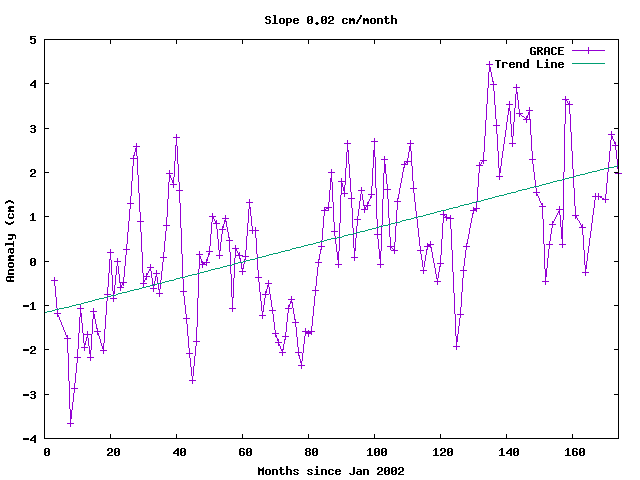 Slope 0.02 cm/month
GRACE
Trend Line
5
4
3
2
1
0
-1
-2
-3
-4
Anomaly (cm)
0 20 40 60 80 100 120 140 160
Months since Jan 2002